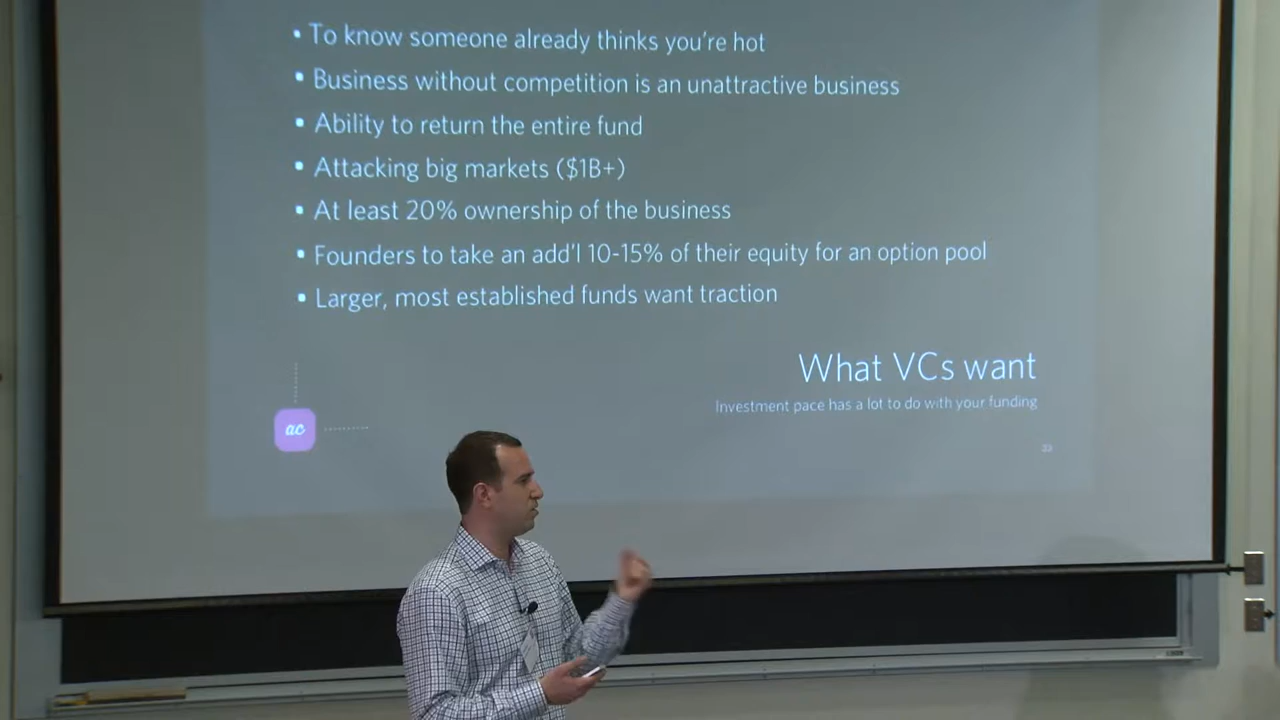 • To know someone already thinks you're hot
• Business without competition is an unattractive business
• Ability to return the entire fund
• Attacking big markets ($1B+)
• At least 20% ownership of the business
• Founders to take an add'l 10-15% of their equity for an option pool
• Larger, most established funds want traction
What VCs want
Investment pace has a lot to do with your funding
ac